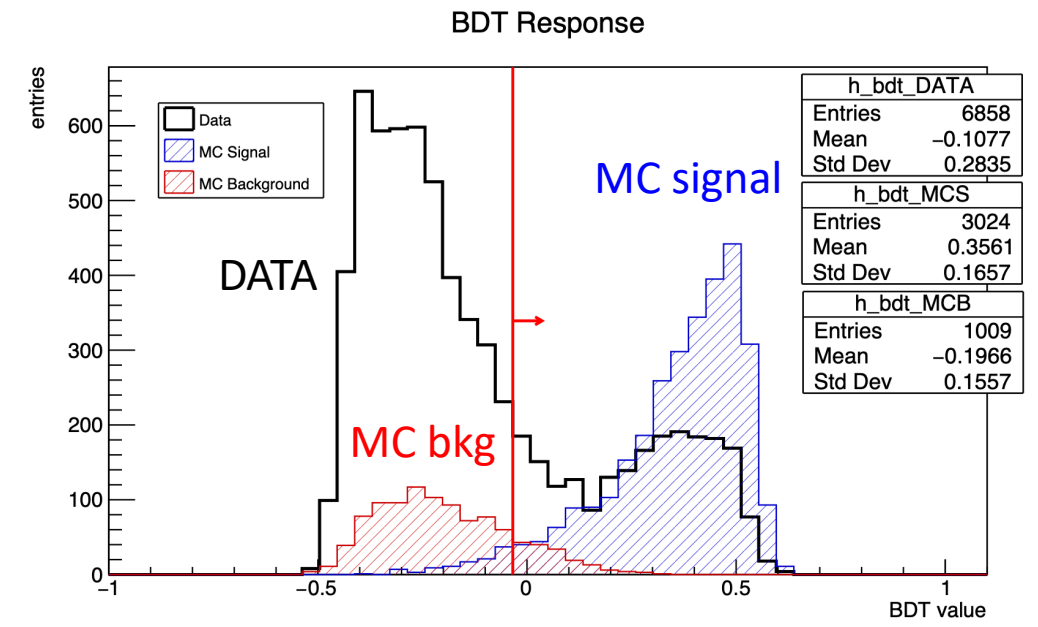 BDT Response
entries
600
500
400
300
200
100
0
−1
−0.5
0
0.5
1
BDT value
Data
MC Signal
MC Background
DATA
MC bkg
MC signal
h_bdt_DATA
Entries 6858
Mean −0.1077
Std Dev 0.2835
h_bdt_MCS
Entries 3024
Mean 0.3561
Std Dev 0.1657
h_bdt_MCB
Entries 1009
Mean −0.1966
Std Dev 0.1557